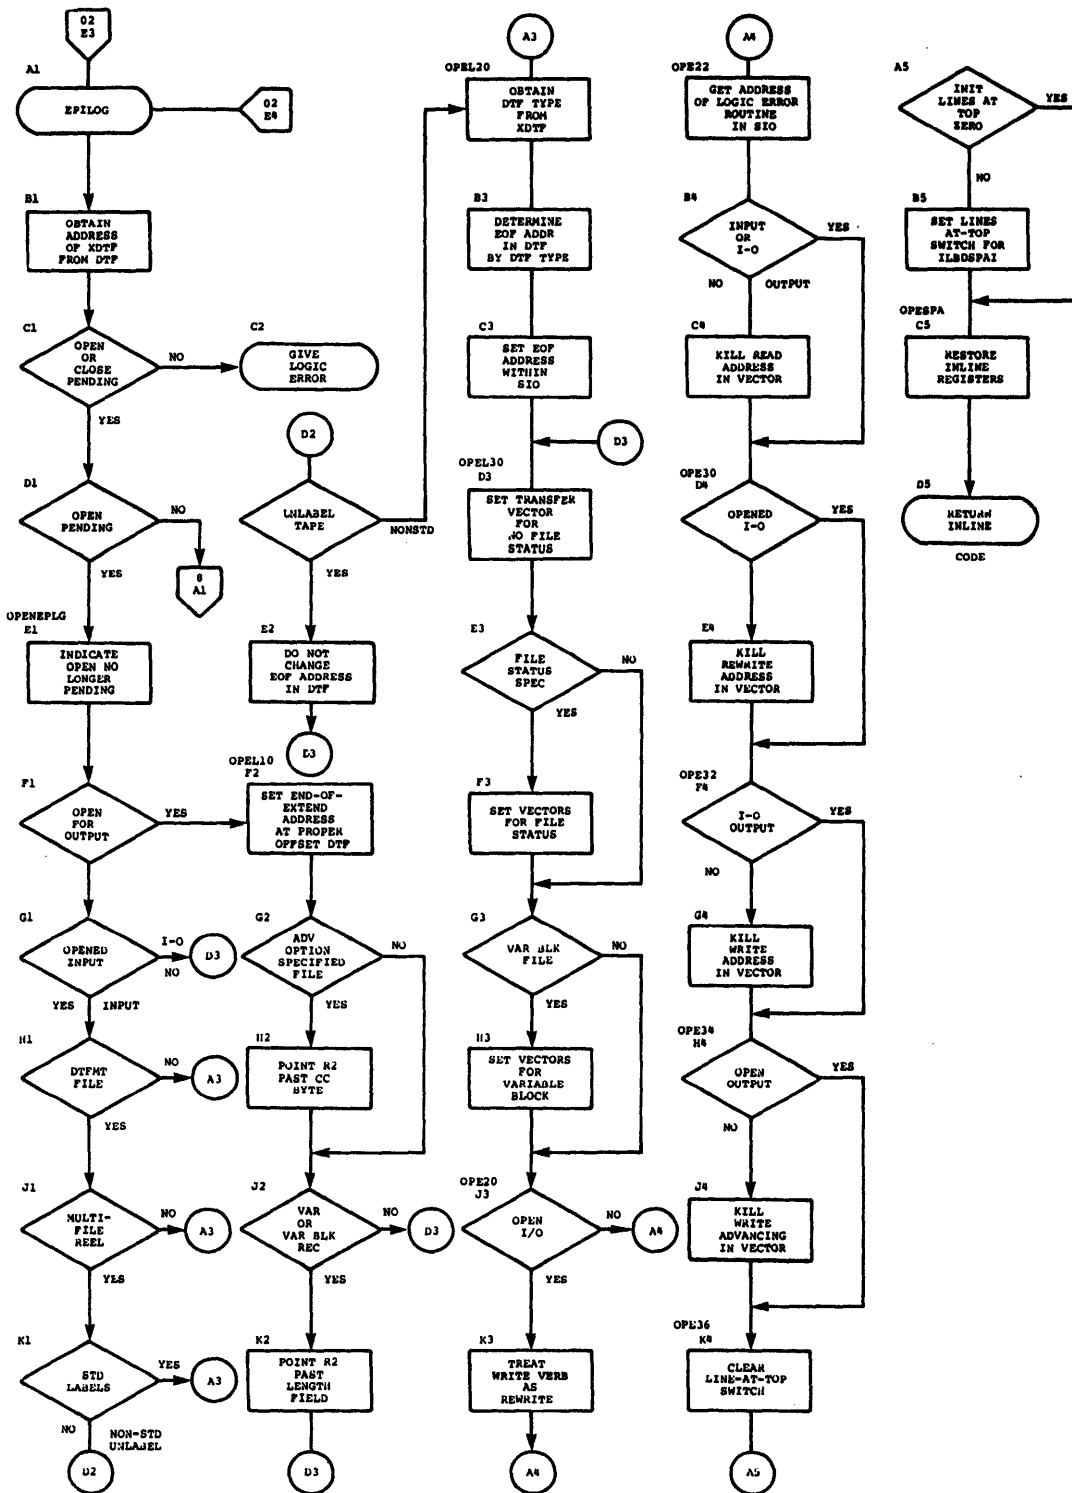 02
E3
A1
EPILOG
02
E4
B1
OBTAIN
ADDRESS
OF XDTF
FROM DTF
C1
OPEN
OR
CLOSE
PENDING
NO
YES
C2
GIVE
LOGIC
ERROR
D1
OPEN
PENDING
NO
YES
8
A1
OPENEPLG
E1
INDICATE
OPEN NO
LONGER
PENDING
F1
OPEN
FOR
OUTPUT
YES
G1
OPENED
INPUT
I-O
NO
D3
YES INPUT
H1
DTFMT
FILE
NO
A3
YES
J1
MULTI-
FILE
REEL
NO
A3
YES
K1
STD
LABELS
YES
A3
NO
NON-STD
UNLABEL
D2
D2
UNLABEL
TAPE
NONSTD
YES
E2
DO NOT
CHANGE
EOF ADDRESS
IN DTF
D3
OPEL10
F2
SET END-OF-
EXTEND
ADDRESS
AT PROPER
OFFSET DTF
G2
ADV
OPTION
SPECIFIED
FILE
NO
YES
H2
POINT R2
PAST CC
BYTE
J2
VAR
OR
VAR BLK
REC
NO
D3
YES
K2
POINT R2
PAST
LENGTH
FIELD
D3
A3
OPEL20
OBTAIN
DTF TYPE
FROM
XDTF
B3
DETERMINE
EOF ADDR
IN DTF
BY DTF TYPE
C3
SET EOF
ADDRESS
WITHIN
SIO
D3
OPEL30
D3
SET TRANSFER
VECTOR
FOR
NO FILE
STATUS
E3
FILE
STATUS
SPEC
NO
YES
F3
SET VECTORS
FOR FILE
STATUS
G3
VAR BLK
FILE
NO
YES
H3
SET VECTORS
FOR
VARIABLE
BLOCK
OPE20
J3
OPEN
I/O
NO
A4
YES
K3
TREAT
WRITE VERB
AS
REWRITE
A4
A4
OPE22
GET ADDRESS
OF LOGIC ERROR
ROUTINE
IN SIO
B4
INPUT
OR
I-O
YES
NO OUTPUT
C4
KILL READ
ADDRESS
IN VECTOR
OPE30
D4
OPENED
I-O
YES
E4
KILL
REWRITE
ADDRESS
IN VECTOR
OPE32
F4
I-O
OUTPUT
YES
NO
G4
KILL
WRITE
ADDRESS
IN VECTOR
OPE34
H4
OPEN
OUTPUT
YES
NO
J4
KILL
WRITE
ADVANCING
IN VECTOR
OPE36
K4
CLEAR
LINE-AT-TOP
SWITCH
A5
A5
INIT
LINES AT
TOP
ZERO
YES
NO
B5
SET LINES
AT-TOP
SWITCH FOR
ILBDSPAI
OPESPA
C5
RESTORE
INLINE
REGISTERS
D5
RETURN
INLINE
CODE